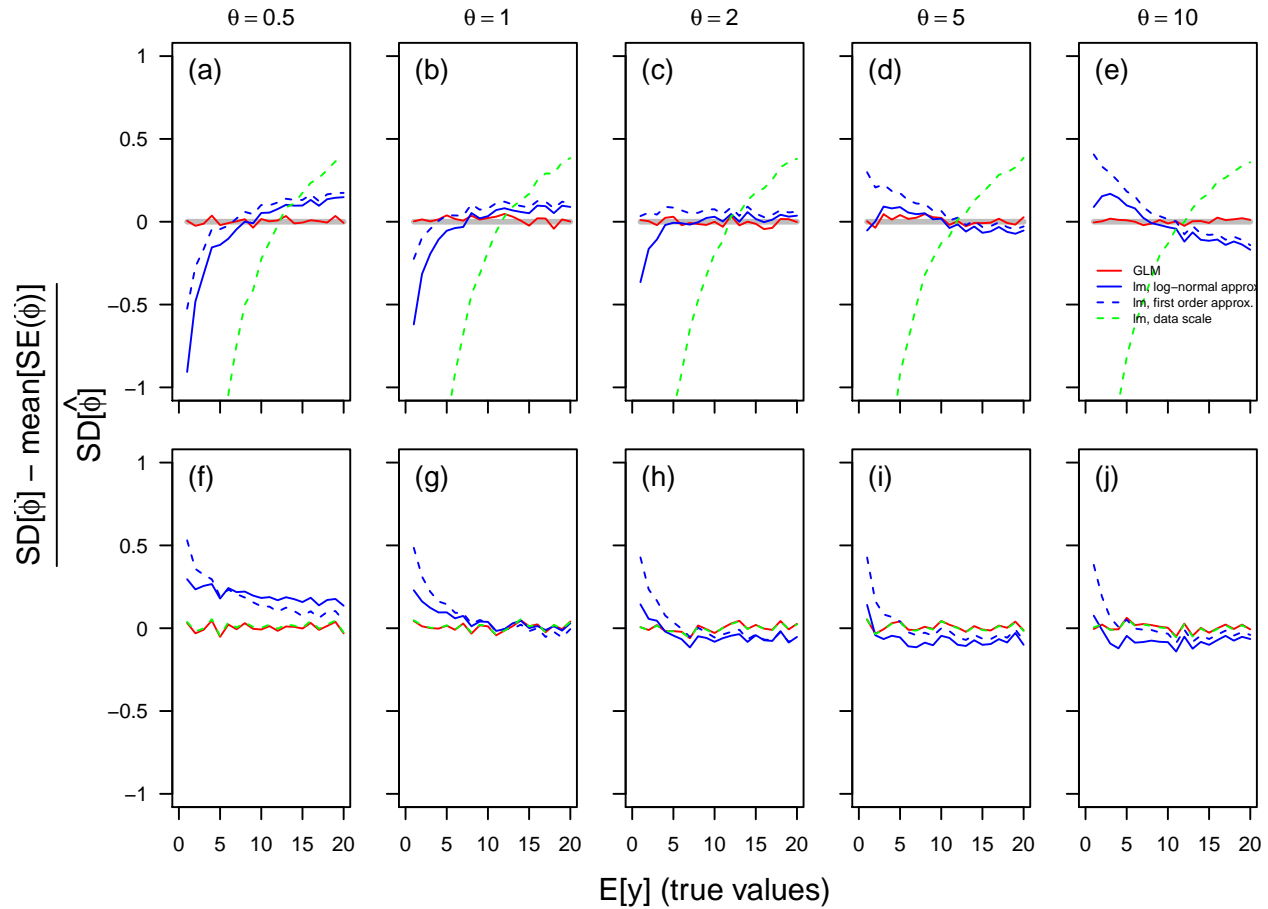 θ = 0.5 θ = 1 θ = 2 θ = 5 θ = 10
(a) (b) (c) (d) (e)
1
0.5
0
−0.5
−1
GLM
lm, log−normal approx
lm, first order approx.
lm, data scale
SD[ϕ̂] − mean[SE(ϕ̂)]
SD[ϕ̂]
(f) (g) (h) (i) (j)
1
0.5
0
−0.5
−1
0 5 10 15 20 0 5 10 15 20 0 5 10 15 20 0 5 10 15 20 0 5 10 15 20
E[y] (true values)